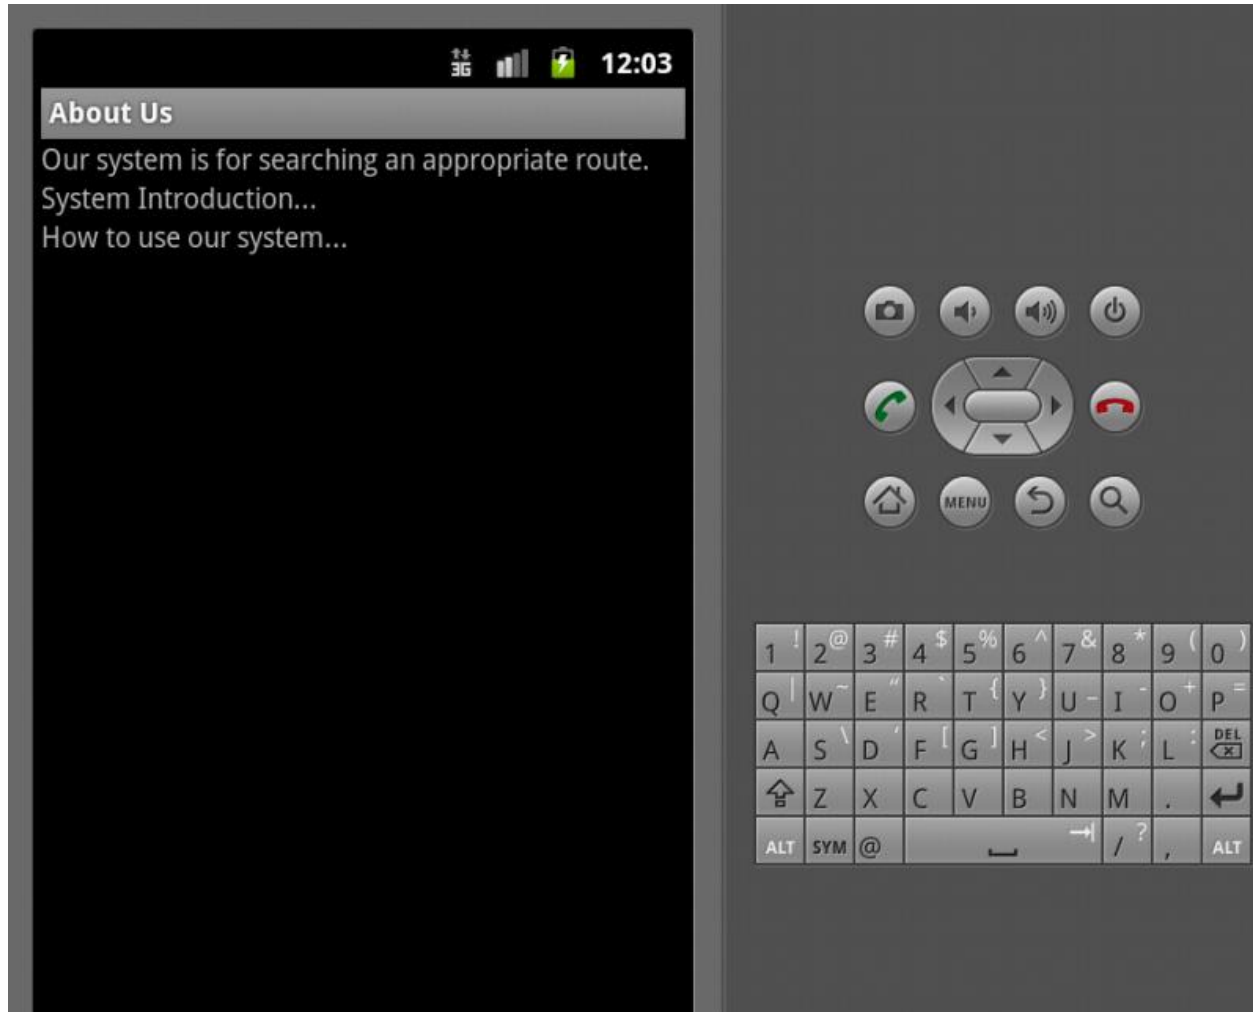 3G 12:03
About Us
Our system is for searching an appropriate route.
System Introduction...
How to use our system...
MENU
1 ! 2 @ 3 # 4 $ 5 % 6 ^ 7 & 8 * 9 ( 0 )
Q | W ~ E " R ` T { Y } U _ I - O + P =
A S \ D ' F [ G ] H < J > K ; L : DEL
Z X C V B N M .
ALT SYM @ / ? , ALT